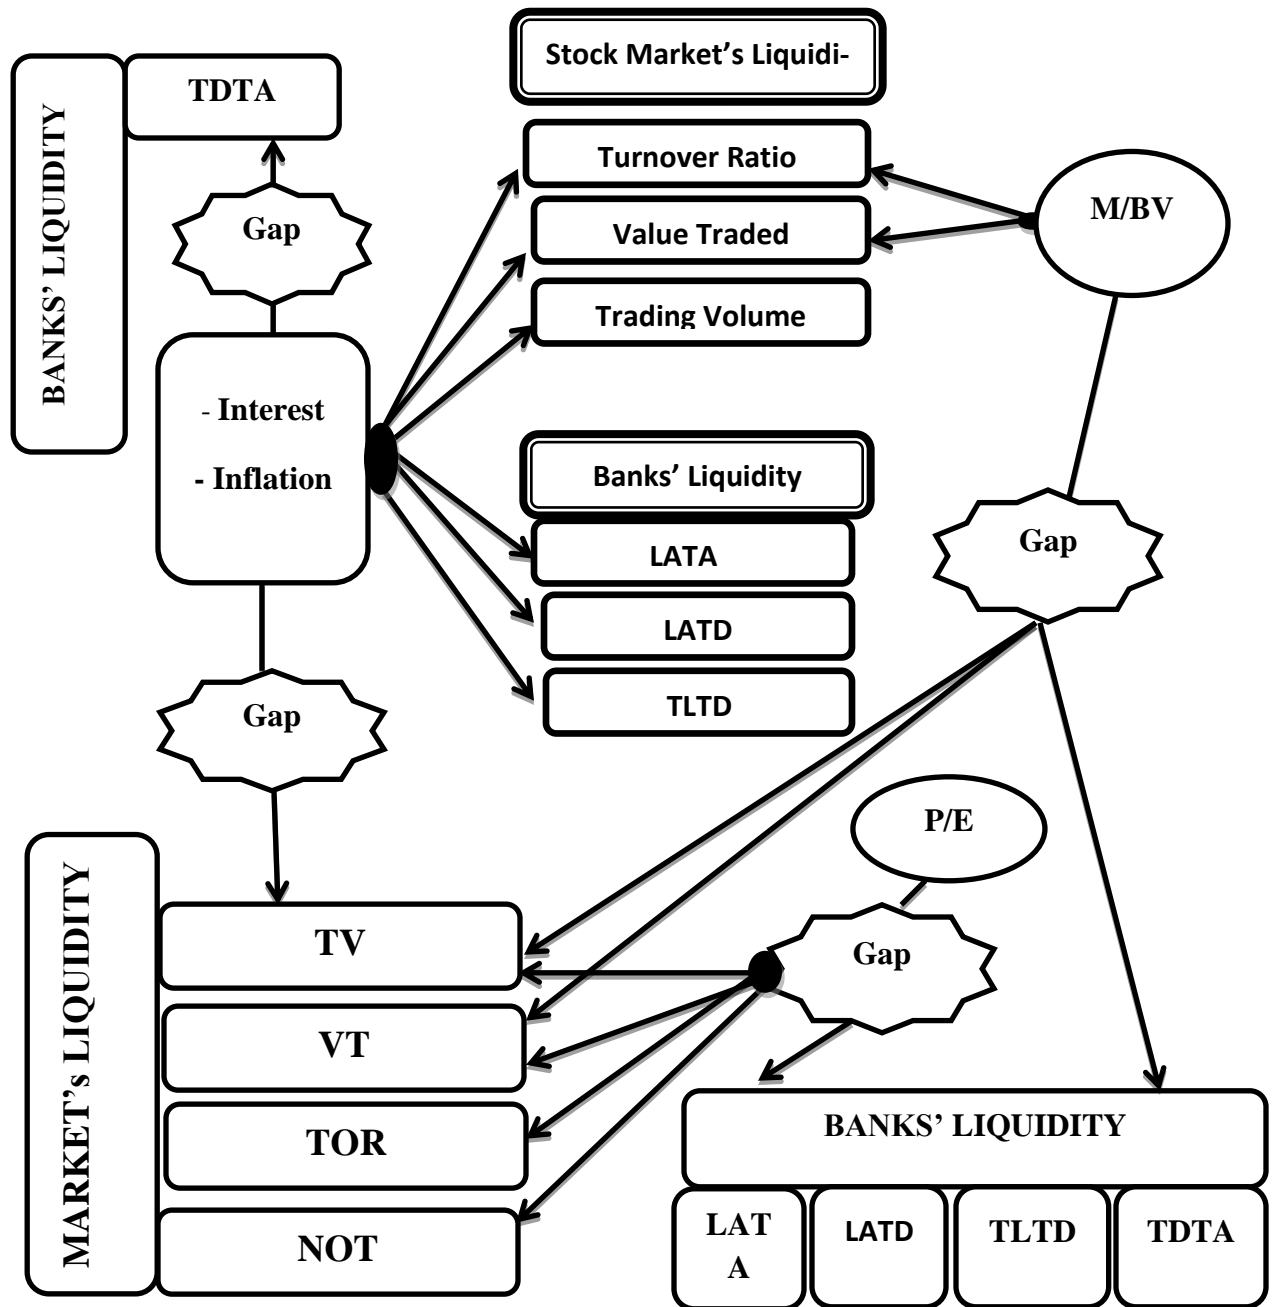 Stock Market's Liquidi-
BANKS' LIQUIDITY
TDTA
Turnover Ratio
Gap
Value Traded
M/BV
Trading Volume
- Interest
- Inflation
Banks' Liquidity
LATA
Gap
LATD
TLTD
Gap
P/E
MARKET's LIQUIDITY
TV
Gap
VT
TOR
NOT
BANKS' LIQUIDITY
LAT
A
LATD
TLTD
TDTA